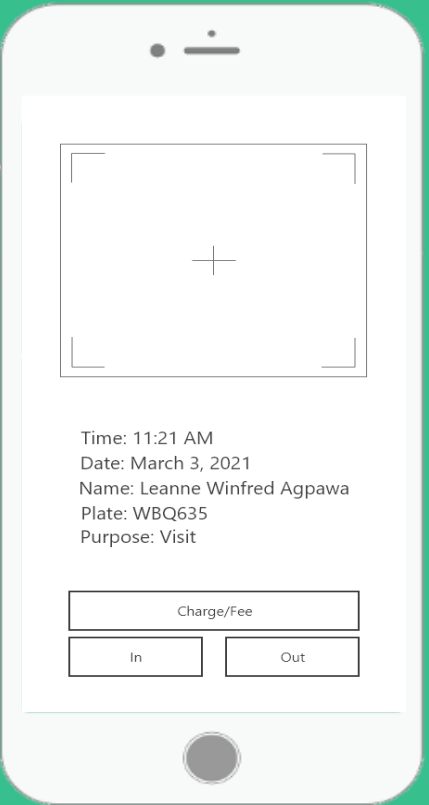 Time: 11:21 AM
Date: March 3, 2021
Name: Leanne Winfred Agpawa
Plate: WBQ635
Purpose: Visit
Charge/Fee
In
Out